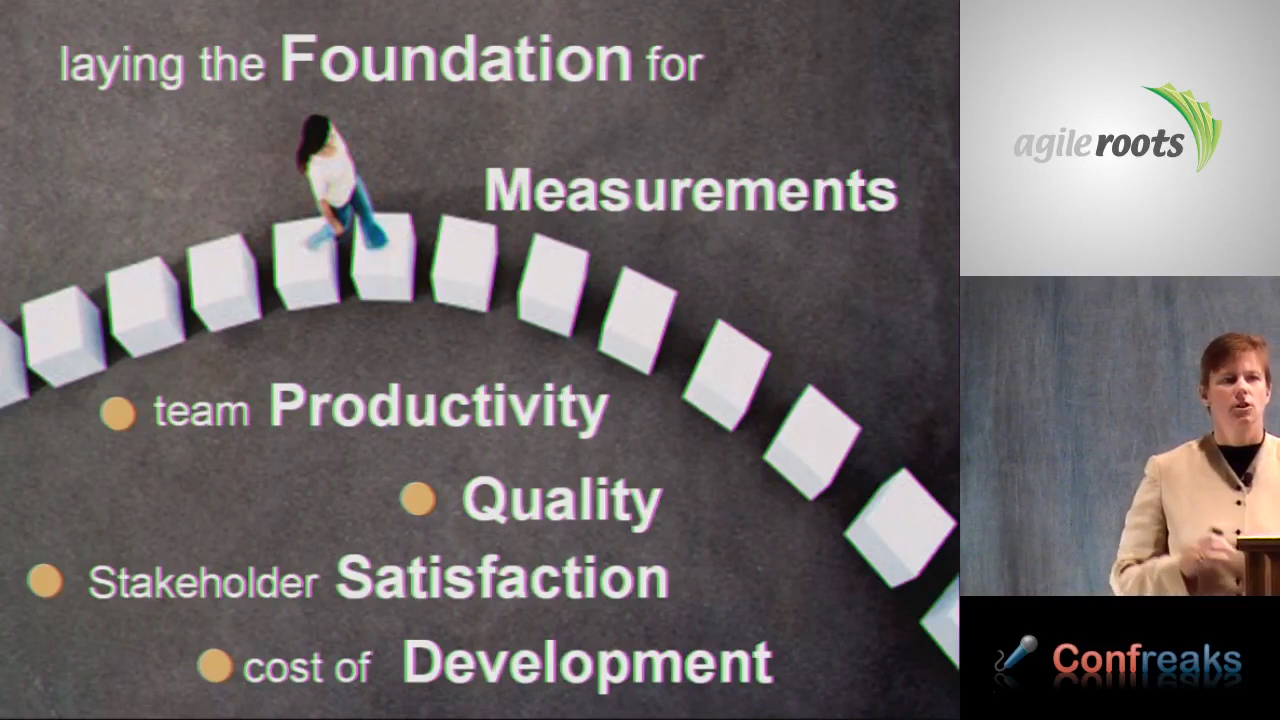 laying the Foundation for
Measurements
team Productivity
Quality
Stakeholder Satisfaction
cost of Development
agile roots
Confreaks